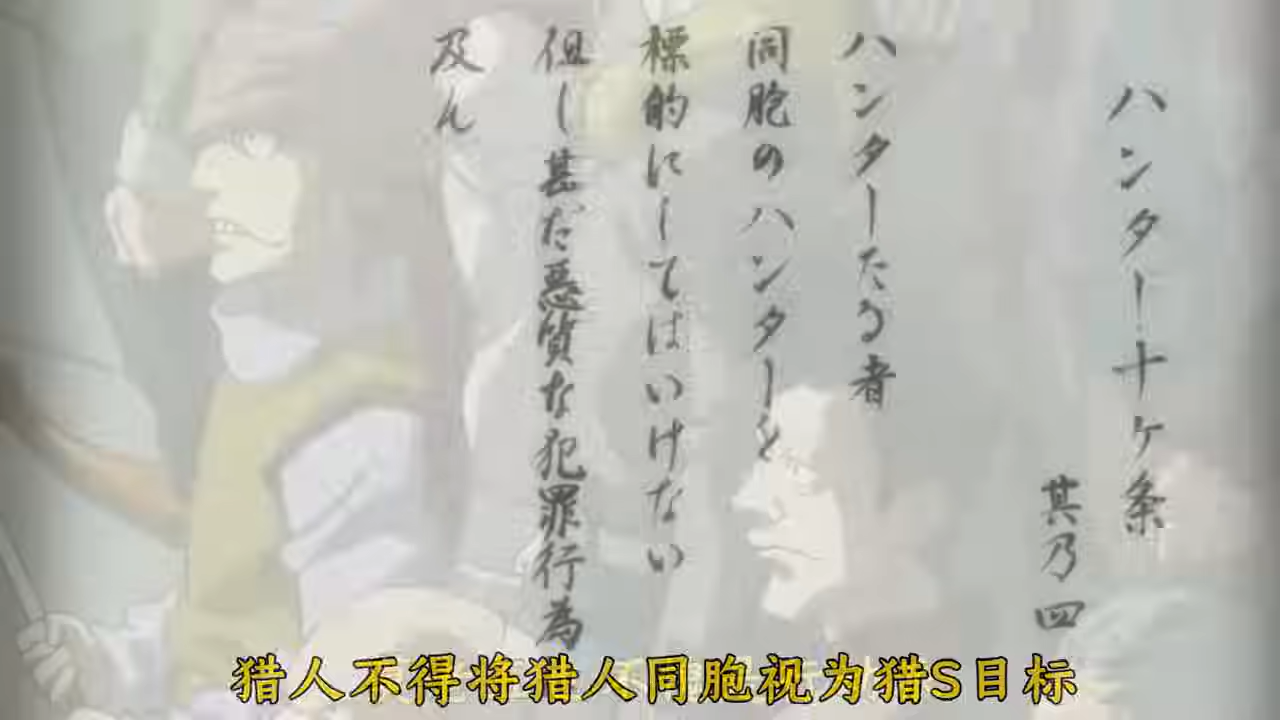 ハンター十ヶ条
其乃四
ハンターたる者
同胞のハンターを
標的にしてはいけない
但し甚だ悪質な犯罪行為
及ん
猎人不得将猎人同胞视为猎S目标